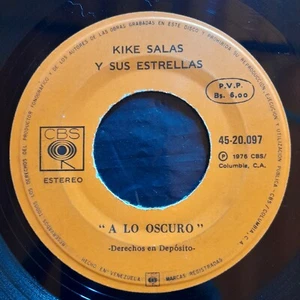 KIKE SALAS
Y SUS ESTRELLAS
P.V.P.
Bs. 6,00
CBS
ESTEREO
45-20.097
Ⓟ 1976 CBS/
Columbia, C.A.
" A LO OSCURO "
-Derechos en Depósito-
HECHO EN VENEZUELA
MARCAS REGISTRADAS